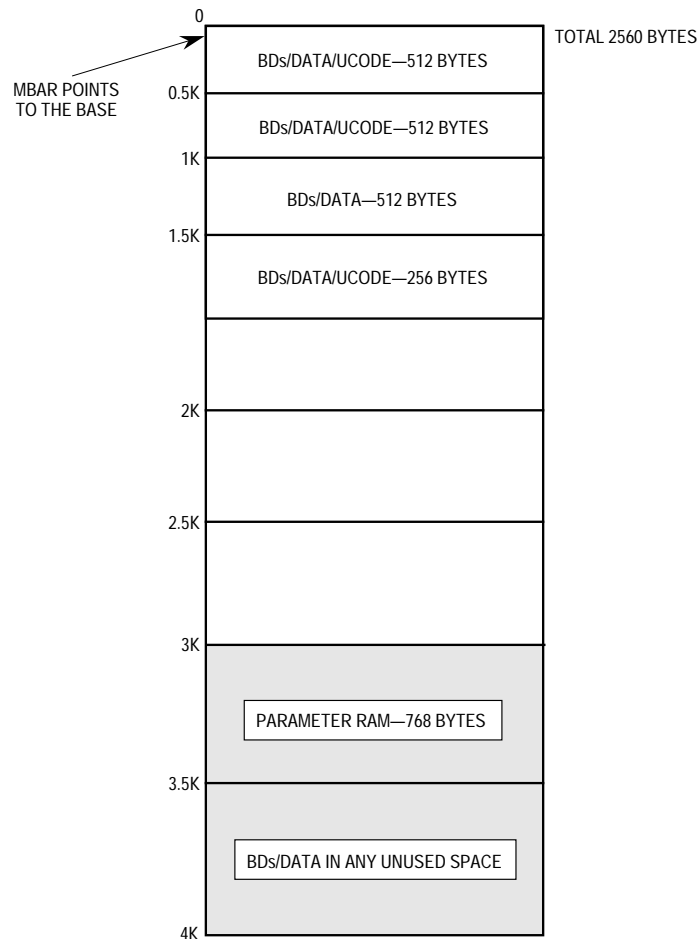 0
TOTAL 2560 BYTES
BDs/DATA/UCODE—512 BYTES
MBAR POINTS
TO THE BASE
0.5K
BDs/DATA/UCODE—512 BYTES
1K
BDs/DATA—512 BYTES
1.5K
BDs/DATA/UCODE—256 BYTES
2K
2.5K
3K
PARAMETER RAM—768 BYTES
3.5K
BDs/DATA IN ANY UNUSED SPACE
4K